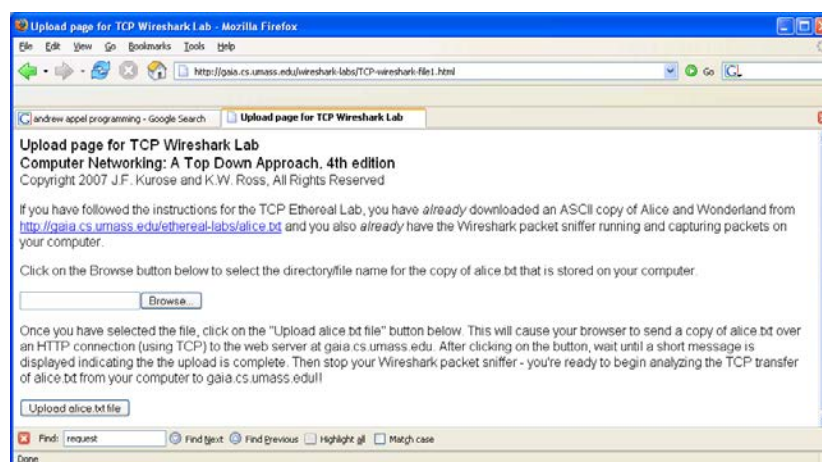 Upload page for TCP Wireshark Lab - Mozilla Firefox
File Edit View Go Bookmarks Tools Help
http://gaia.cs.umass.edu/wireshark-labs/TCP-wireshark-file1.html Go
andrew appel programming - Google Search Upload page for TCP Wireshark Lab
Upload page for TCP Wireshark Lab
Computer Networking: A Top Down Approach, 4th edition
Copyright 2007 J.F. Kurose and K.W. Ross, All Rights Reserved
If you have followed the instructions for the TCP Ethereal Lab, you have already downloaded an ASCII copy of Alice and Wonderland from
http://gaia.cs.umass.edu/ethereal-labs/alice.txt and you also already have the Wireshark packet sniffer running and capturing packets on
your computer.
Click on the Browse button below to select the directory/file name for the copy of alice.txt that is stored on your computer.
Browse...
Once you have selected the file, click on the "Upload alice.txt file" button below. This will cause your browser to send a copy of alice.txt over
an HTTP connection (using TCP) to the web server at gaia.cs.umass.edu. After clicking on the button, wait until a short message is
displayed indicating the the upload is complete. Then stop your Wireshark packet sniffer - you're ready to begin analyzing the TCP transfer
of alice.txt from your computer to gaia.cs.umass.edu!!
Upload alice.txt file
Find: request Find Next Find Previous Highlight all Match case
Done